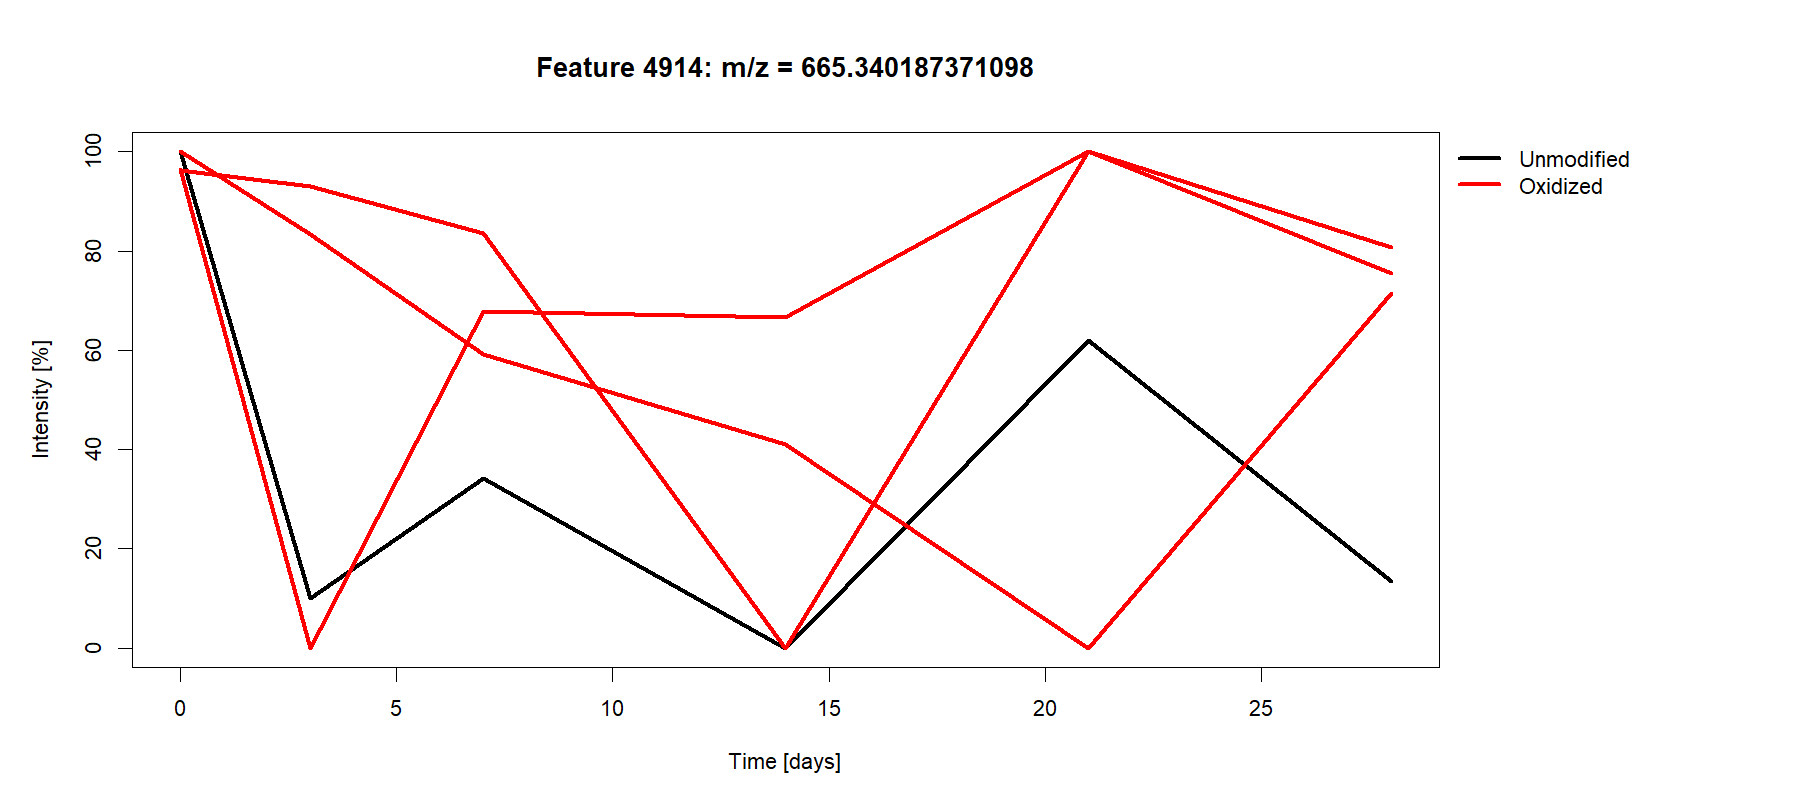 Feature 4914: m/z = 665.340187371098
Unmodified
Oxidized
Intensity [%]
100
80
60
40
20
0
0 5 10 15 20 25
Time [days]